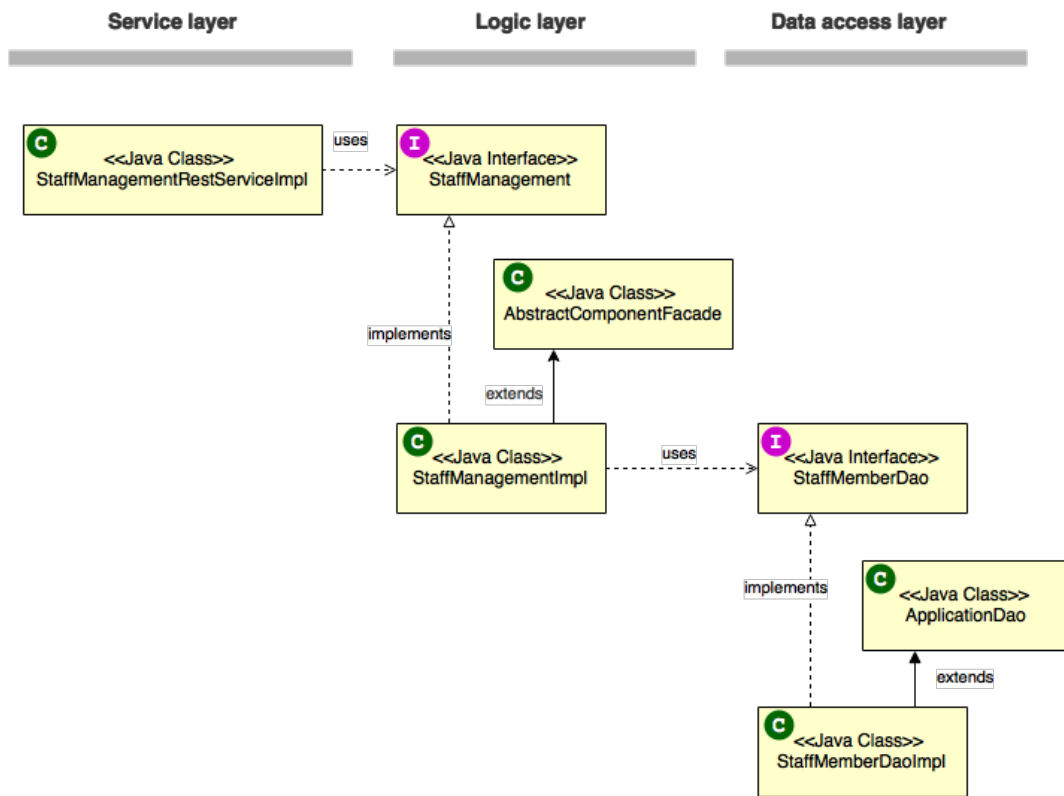 Service layer
Logic layer
Data access layer
C
<<Java Class>>
StaffManagementRestServiceImpl
uses
I
<<Java Interface>>
StaffManagement
C
<<Java Class>>
AbstractComponentFacade
implements
extends
C
<<Java Class>>
StaffManagementImpl
uses
I
<<Java Interface>>
StaffMemberDao
C
<<Java Class>>
ApplicationDao
implements
extends
C
<<Java Class>>
StaffMemberDaoImpl